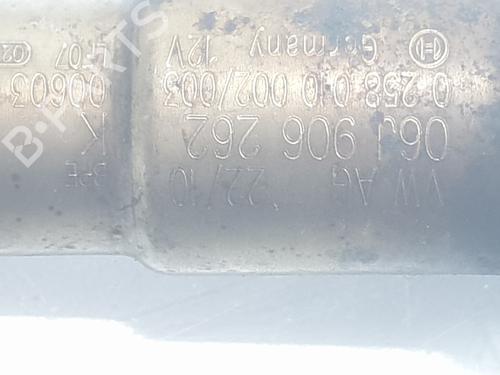 VW AG 22/10
06J 906 262 K
0 258 010 002/003 00603
Germany 12V
B-PARTS